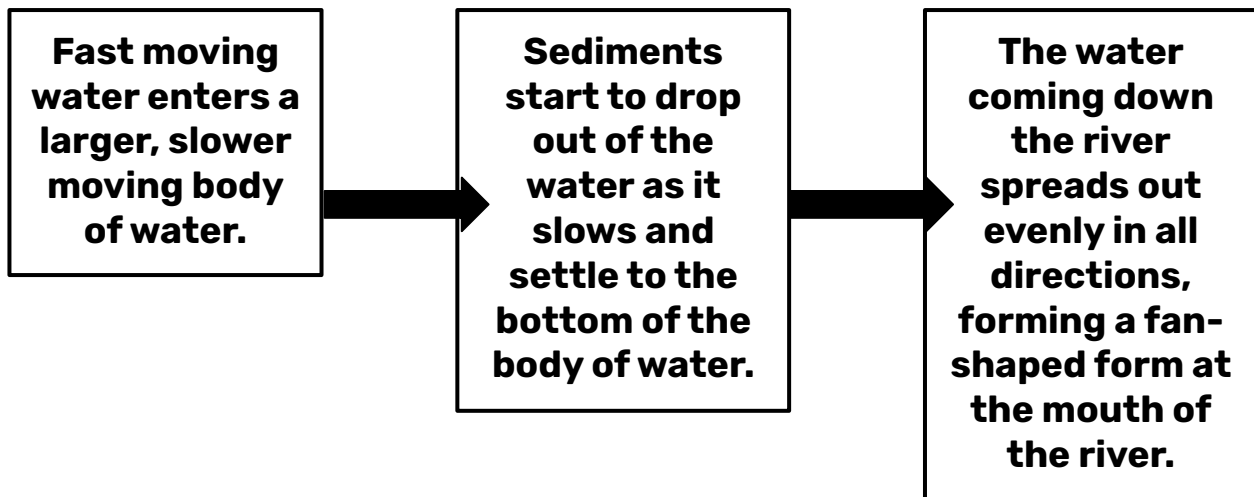 Fast moving
water enters a
larger, slower
moving body
of water.
Sediments
start to drop
out of the
water as it
slows and
settle to the
bottom of the
body of water.
The water
coming down
the river
spreads out
evenly in all
directions,
forming a fan-
shaped form at
the mouth of
the river.